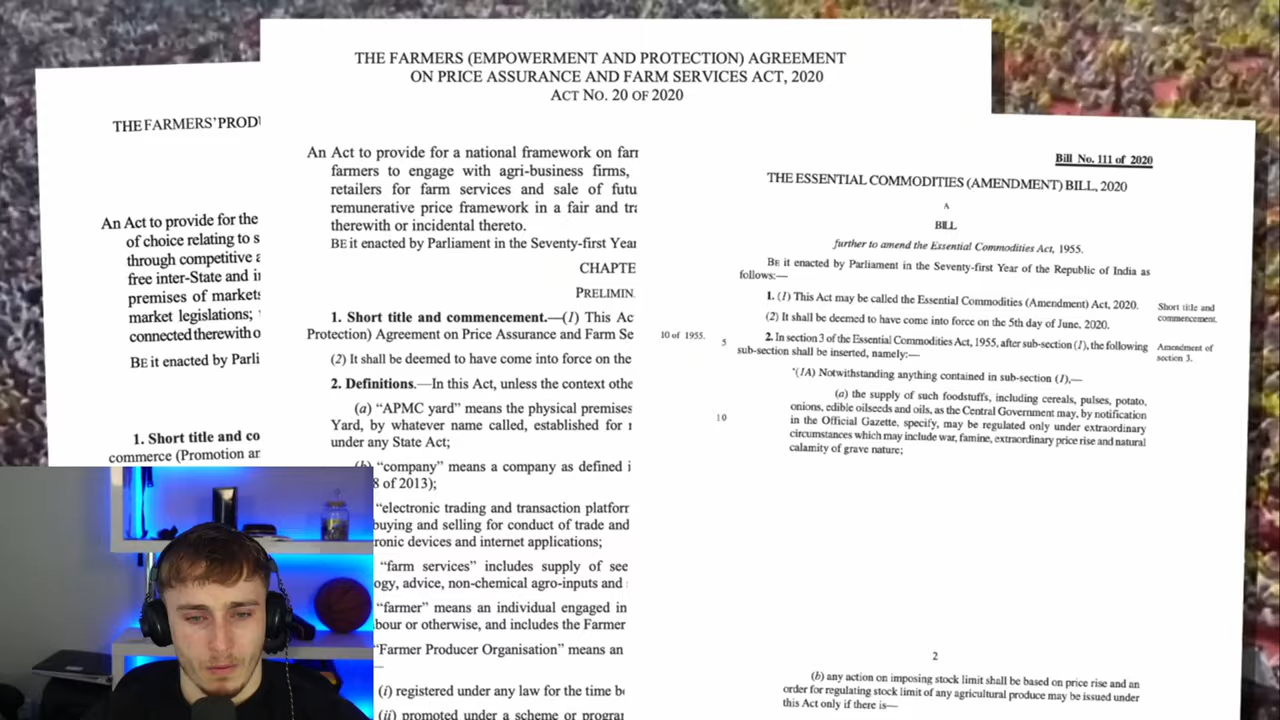 THE FARMERS' PROD
An Act to provide for the
of choice relating to s
through competitive a
free inter-State and i
premises of markets
market legislations;
connected therewith o
BE it enacted by Parli
1. Short title and co
commerce (Promotion an
THE FARMERS (EMPOWERMENT AND PROTECTION) AGREEMENT
ON PRICE ASSURANCE AND FARM SERVICES ACT, 2020
ACT NO. 20 OF 2020
An Act to provide for a national framework on farm
farmers to engage with agri-business firms,
retailers for farm services and sale of futu
remunerative price framework in a fair and tra
therewith or incidental thereto.
BE it enacted by Parliament in the Seventy-first Year
CHAPTE
PRELIMIN
1. Short title and commencement.—(1) This Ac
Protection) Agreement on Price Assurance and Farm Se
(2) It shall be deemed to have come into force on the
2. Definitions.—In this Act, unless the context othe
(a) “APMC yard” means the physical premises
Yard, by whatever name called, established for r
under any State Act;
(b) “company” means a company as defined i
8 of 2013);
“electronic trading and transaction platform
buying and selling for conduct of trade and
ronic devices and internet applications;
“farm services” includes supply of see
ogy, advice, non-chemical agro-inputs and
“farmer” means an individual engaged in
bour or otherwise, and includes the Farmer
“Farmer Producer Organisation” means an
—
(i) registered under any law for the time be
(ii) promoted under a scheme or program
Bill No. 111 of 2020
THE ESSENTIAL COMMODITIES (AMENDMENT) BILL, 2020
A
BILL
further to amend the Essential Commodities Act, 1955.
BE it enacted by Parliament in the Seventy-first Year of the Republic of India as
follows:—
1. (1) This Act may be called the Essential Commodities (Amendment) Act, 2020.
Short title and
commencement.
(2) It shall be deemed to have come into force on the 5th day of June, 2020.
10 of 1955.
5
2. In section 3 of the Essential Commodities Act, 1955, after sub-section (1), the following
sub-section shall be inserted, namely:—
Amendment of
section 3.
'(1A) Notwithstanding anything contained in sub-section (1),—
10
(a) the supply of such foodstuffs, including cereals, pulses, potato,
onions, edible oilseeds and oils, as the Central Government may, by notification
in the Official Gazette, specify, may be regulated only under extraordinary
circumstances which may include war, famine, extraordinary price rise and natural
calamity of grave nature;
2
(b) any action on imposing stock limit shall be based on price rise and an
order for regulating stock limit of any agricultural produce may be issued under
this Act only if there is—